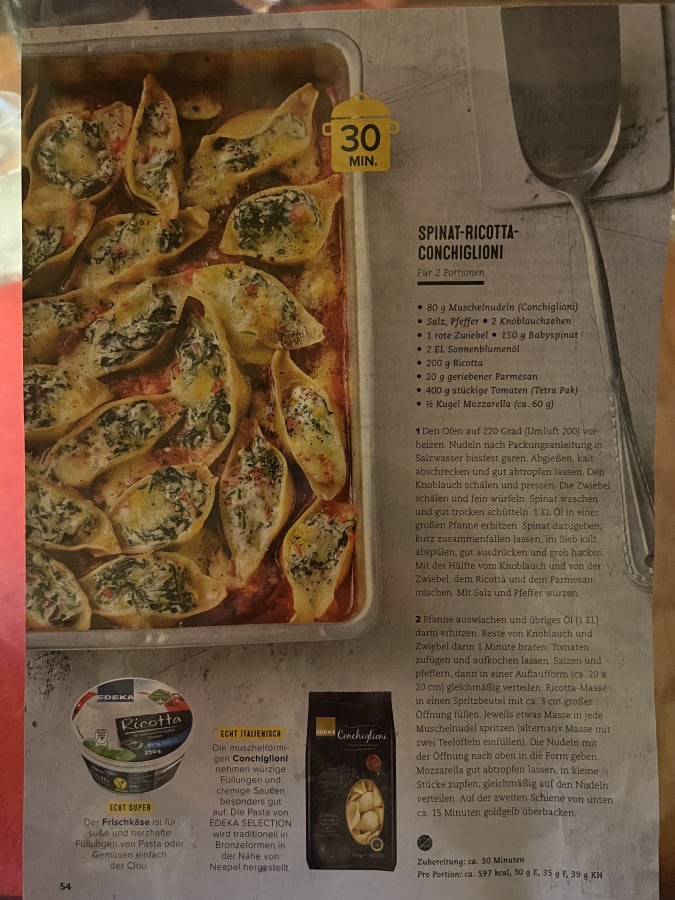 30
MIN.
SPINAT-RICOTTA-
CONCHIGLIONI
Für 2 Portionen
• 80 g Muschelnudeln (Conchiglioni)
• Salz, Pfeffer • 2 Knoblauchzehen
• 1 rote Zwiebel • 150 g Babyspinat
• 2 EL Sonnenblumenöl
• 200 g Ricotta
• 20 g geriebener Parmesan
• 400 g stückige Tomaten (Tetra Pak)
• ½ Kugel Mozzarella (ca. 60 g)
1 Den Ofen auf 220 Grad (Umluft 200) vor-
heizen. Nudeln nach Packungsanleitung in
Salzwasser bissfest garen. Abgießen, kalt
abschrecken und gut abtropfen lassen. Den
Knoblauch schälen und pressen. Die Zwiebel
schälen und fein würfeln. Spinat waschen
und gut trocken schütteln. 1 EL Öl in einer
großen Pfanne erhitzen. Spinat dazugeben,
kurz zusammenfallen lassen, im Sieb kalt
abspülen, gut ausdrücken und grob hacken.
Mit der Hälfte vom Knoblauch und von der
Zwiebel, dem Ricotta und dem Parmesan
mischen. Mit Salz und Pfeffer würzen.
2 Pfanne auswischen und übriges Öl (1 EL)
darin erhitzen. Reste von Knoblauch und
Zwiebel darin 1 Minute braten. Tomaten
zufügen und aufkochen lassen. Salzen und
pfeffern, dann in einer Auflaufform (ca. 20 x
20 cm) gleichmäßig verteilen. Ricotta-Masse
in einen Spritzbeutel mit ca. 3 cm großer
Öffnung füllen. Jeweils etwas Masse in jede
Muschelnudel spritzen (alternativ Masse mit
zwei Teelöffeln einfüllen). Die Nudeln mit
der Öffnung nach oben in die Form geben.
Mozzarella gut abtropfen lassen, in kleine
Stücke zupfen, gleichmäßig auf den Nudeln
verteilen. Auf der zweiten Schiene von unten
ca. 15 Minuten goldgelb überbacken.
Zubereitung: ca. 30 Minuten
Pro Portion: ca. 597 kcal, 30 g E, 35 g F, 39 g KH
EDEKA
Ricotta
250g
ECHT SUPER
Der Frischkäse ist für
süße und herzhafte
Füllungen von Pasta oder
Gemüsen einfach
der Clou.
ECHT ITALIENISCH
Die muschelförmi-
gen Conchiglioni
nehmen würzige
Füllungen und
cremige Saucen
besonders gut
auf. Die Pasta von
EDEKA SELECTION
wird traditionell in
Bronzeformen in
der Nähe von
Neapel hergestellt.
EDEKA
Conchiglioni
54